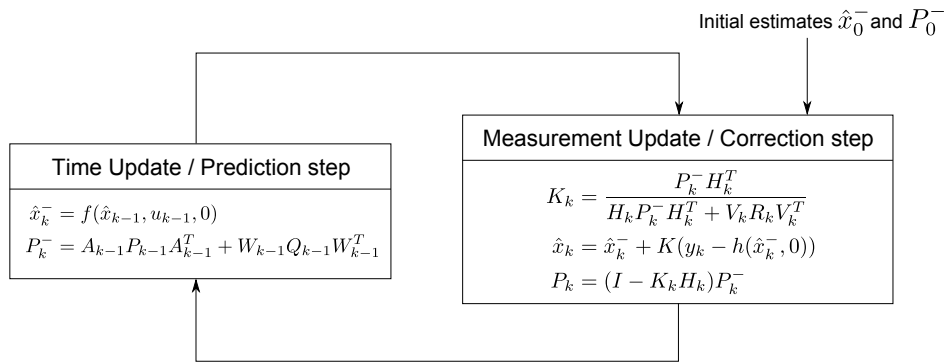 Initial estimates $\hat{x}_0^-$ and $P_0^-$
Time Update / Prediction step
$\hat{x}_k^- = f(\hat{x}_{k-1}, u_{k-1}, 0)$
$P_k^- = A_{k-1} P_{k-1} A_{k-1}^T + W_{k-1} Q_{k-1} W_{k-1}^T$
Measurement Update / Correction step
$K_k = \frac{P_k^- H_k^T}{H_k P_k^- H_k^T + V_k R_k V_k^T}$
$\hat{x}_k = \hat{x}_k^- + K(y_k - h(\hat{x}_k^-, 0))$
$P_k = (I - K_k H_k) P_k^-$